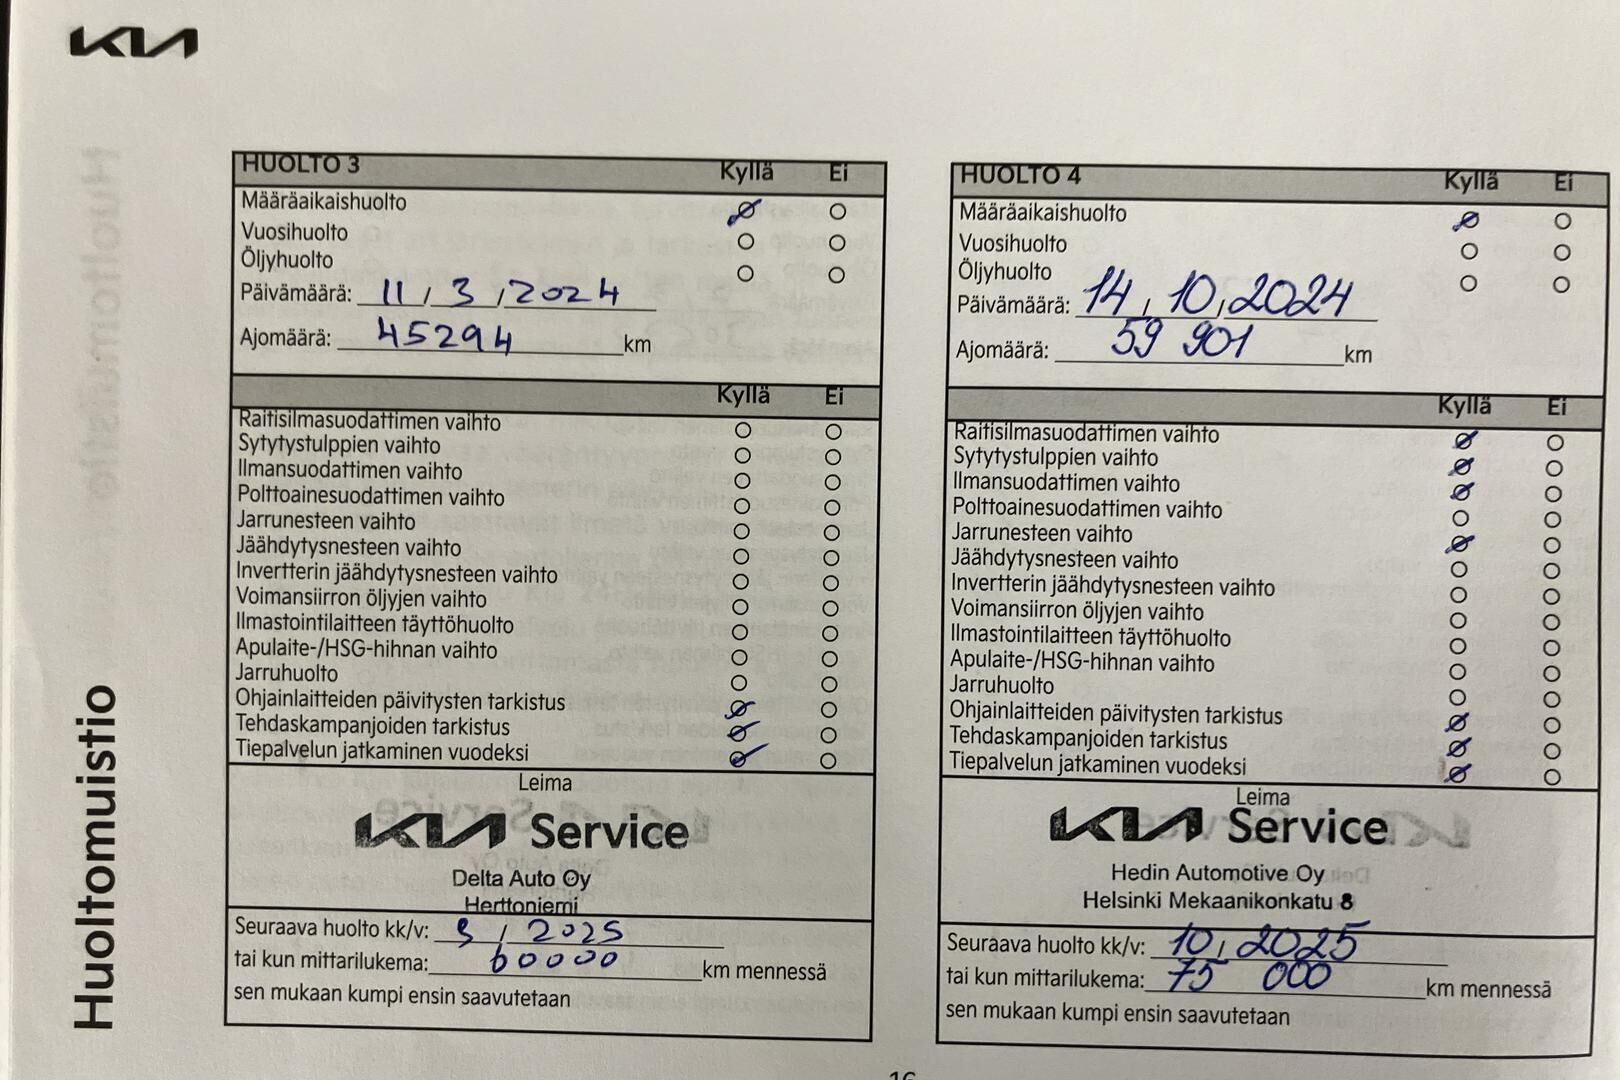 KIA
Huoltomuistio
HUOLTO 3 Kyllä Ei
Määräaikaishuolto
Vuosihuolto
Öljyhuolto
Päivämäärä: 11 / 3 / 2024
Ajomäärä: 45294 km
Kyllä Ei
Raitisilmasuodattimen vaihto
Sytytystulppien vaihto
Ilmansuodattimen vaihto
Polttoainesuodattimen vaihto
Jarrunesteen vaihto
Jäähdytysnesteen vaihto
Invertterin jäähdytysnesteen vaihto
Voimansiirron öljyjen vaihto
Ilmastointilaitteen täyttöhuolto
Apulaite-/HSG-hihnan vaihto
Jarruhuolto
Ohjainlaitteiden päivitysten tarkistus
Tehdaskampanjoiden tarkistus
Tiepalvelun jatkaminen vuodeksi
Leima
KIA Service
Delta Auto Oy
Herttoniemi
Seuraava huolto kk/v: 3 / 2025
tai kun mittarilukema: 60000 km mennessä
sen mukaan kumpi ensin saavutetaan
HUOLTO 4 Kyllä Ei
Määräaikaishuolto
Vuosihuolto
Öljyhuolto
Päivämäärä: 14 / 10 / 2024
Ajomäärä: 59 901 km
Kyllä Ei
Raitisilmasuodattimen vaihto
Sytytystulppien vaihto
Ilmansuodattimen vaihto
Polttoainesuodattimen vaihto
Jarrunesteen vaihto
Jäähdytysnesteen vaihto
Invertterin jäähdytysnesteen vaihto
Voimansiirron öljyjen vaihto
Ilmastointilaitteen täyttöhuolto
Apulaite-/HSG-hihnan vaihto
Jarruhuolto
Ohjainlaitteiden päivitysten tarkistus
Tehdaskampanjoiden tarkistus
Tiepalvelun jatkaminen vuodeksi
Leima
KIA Service
Hedin Automotive Oy
Helsinki Mekaanikonkatu 8
Seuraava huolto kk/v: 10 / 2025
tai kun mittarilukema: 75 000 km mennessä
sen mukaan kumpi ensin saavutetaan
16